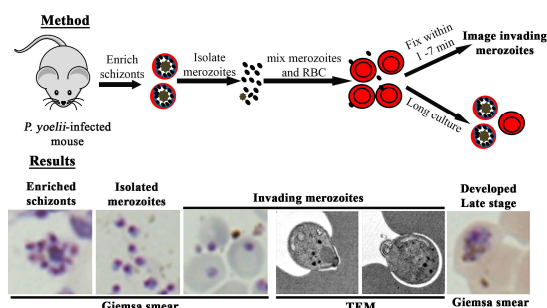 Method
Enrich
schizonts
Isolate
merozoites
mix merozoites
and RBC
Fix within
1 -7 min
Image invading
merozoites
Long culture
P. yoelii-infected
mouse
Results
Enriched
schizonts
Isolated
merozoites
Invading merozoites
Developed
Late stage
Giemsa smear
TEM
Giemsa smear